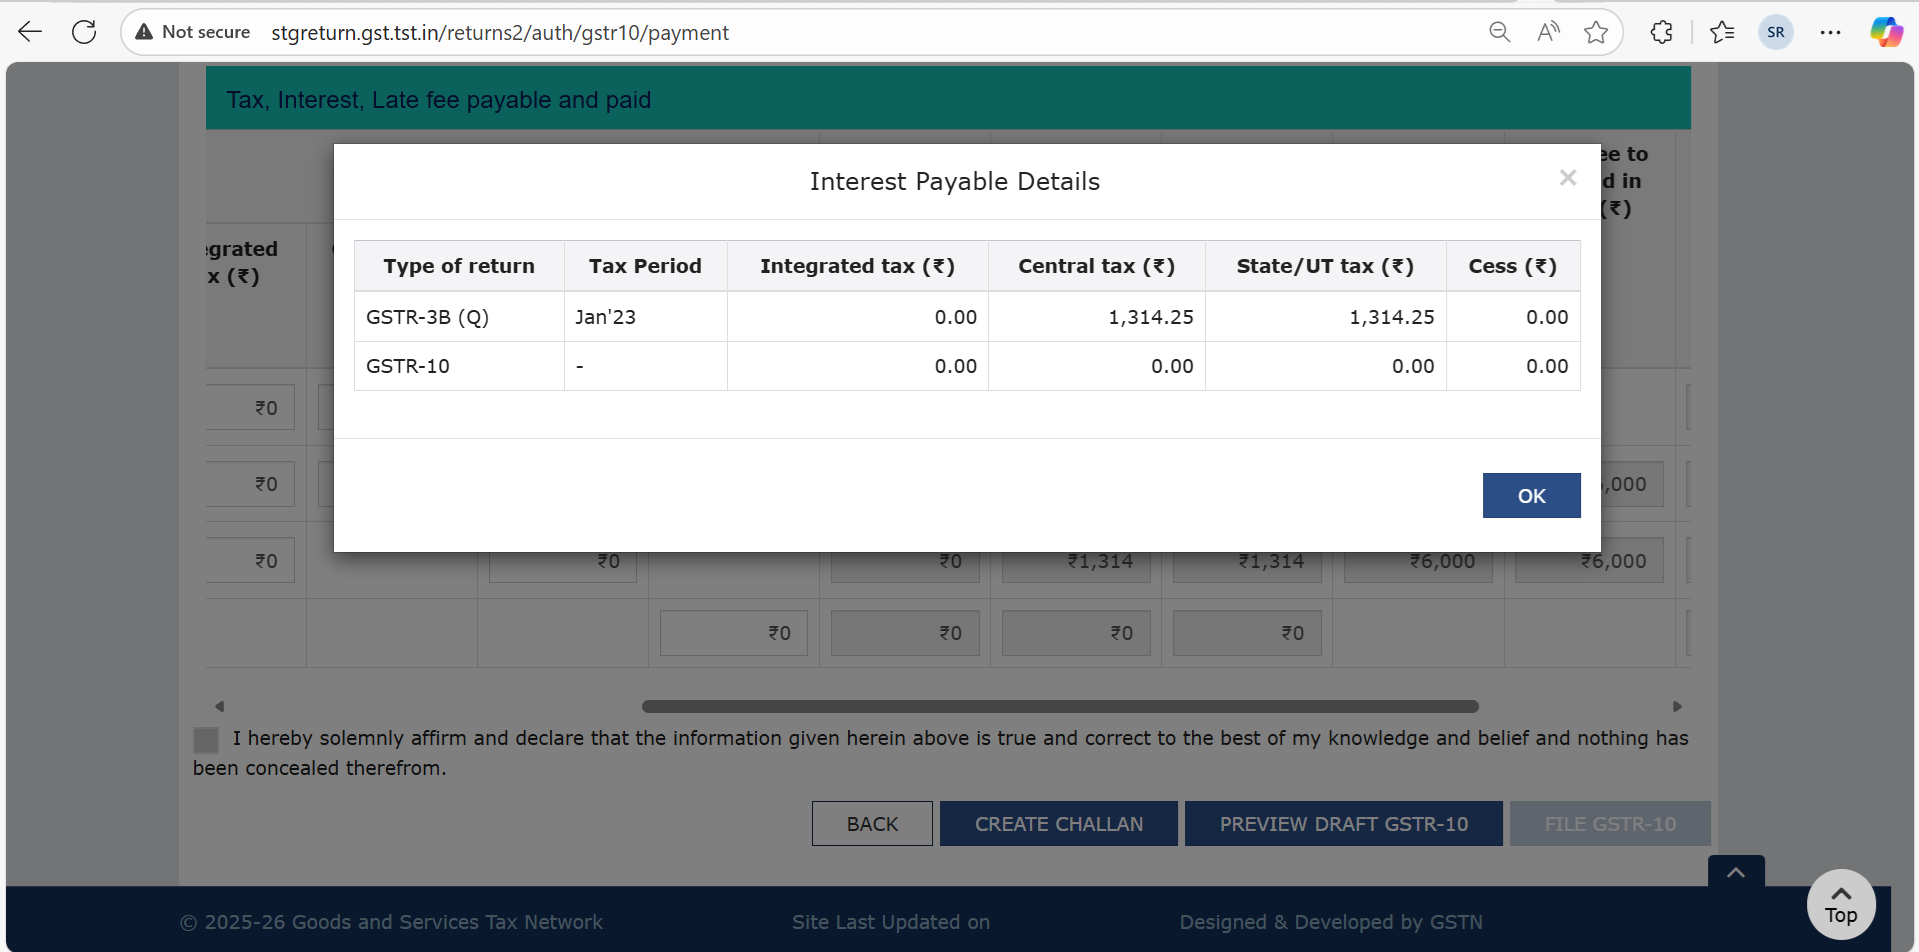 Not secure stgreturn.gst.tst.in/returns2/auth/gstr10/payment SR
Tax, Interest, Late fee payable and paid
Interest Payable Details ×
to
in
(₹)
(₹)
Type of return Tax Period Integrated tax (₹) Central tax (₹) State/UT tax (₹) Cess (₹)
GSTR-3B (Q) Jan'23 0.00 1,314.25 1,314.25 0.00
GSTR-10 - 0.00 0.00 0.00 0.00
₹0
₹0 ,000
OK
₹0 ₹0 ₹0 ₹1,314 ₹1,314 ₹6,000 ₹6,000
₹0 ₹0 ₹0 ₹0
I hereby solemnly affirm and declare that the information given herein above is true and correct to the best of my knowledge and belief and nothing has
been concealed therefrom.
BACK CREATE CHALLAN PREVIEW DRAFT GSTR-10 FILE GSTR-10
© 2025-26 Goods and Services Tax Network Site Last Updated on Designed & Developed by GSTN
Top